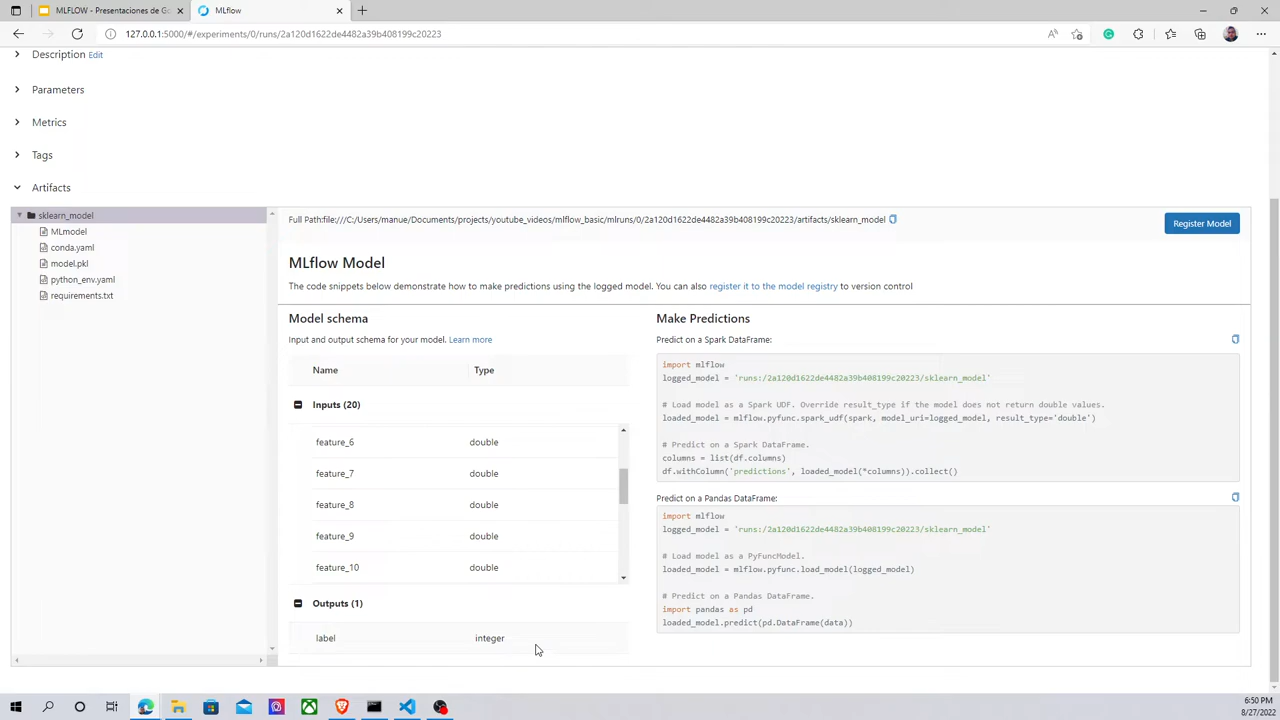 MLFLOW - Presentaciones de Go
MLflow
127.0.0.1:5000/#/experiments/0/runs/2a120d1622de4482a39b408199c20223
Description Edit
Parameters
Metrics
Tags
Artifacts
sklearn_model
MLmodel
conda.yaml
model.pkl
python_env.yaml
requirements.txt
Full Path:file:///C:/Users/manue/Documents/projects/youtube_videos/mlflow_basic/mlruns/0/2a120d1622de4482a39b408199c20223/artifacts/sklearn_model
Register Model
MLflow Model
The code snippets below demonstrate how to make predictions using the logged model. You can also register it to the model registry to version control
Model schema
Input and output schema for your model. Learn more
Name Type
Inputs (20)
feature_6 double
feature_7 double
feature_8 double
feature_9 double
feature_10 double
Outputs (1)
label integer
Make Predictions
Predict on a Spark DataFrame:
import mlflow
logged_model = 'runs:/2a120d1622de4482a39b408199c20223/sklearn_model'
# Load model as a Spark UDF. Override result_type if the model does not return double values.
loaded_model = mlflow.pyfunc.spark_udf(spark, model_uri=logged_model, result_type='double')
# Predict on a Spark DataFrame.
columns = list(df.columns)
df.withColumn('predictions', loaded_model(*columns)).collect()
Predict on a Pandas DataFrame:
import mlflow
logged_model = 'runs:/2a120d1622de4482a39b408199c20223/sklearn_model'
# Load model as a PyFuncModel.
loaded_model = mlflow.pyfunc.load_model(logged_model)
# Predict on a Pandas DataFrame.
import pandas as pd
loaded_model.predict(pd.DataFrame(data))
6:50 PM
8/27/2022